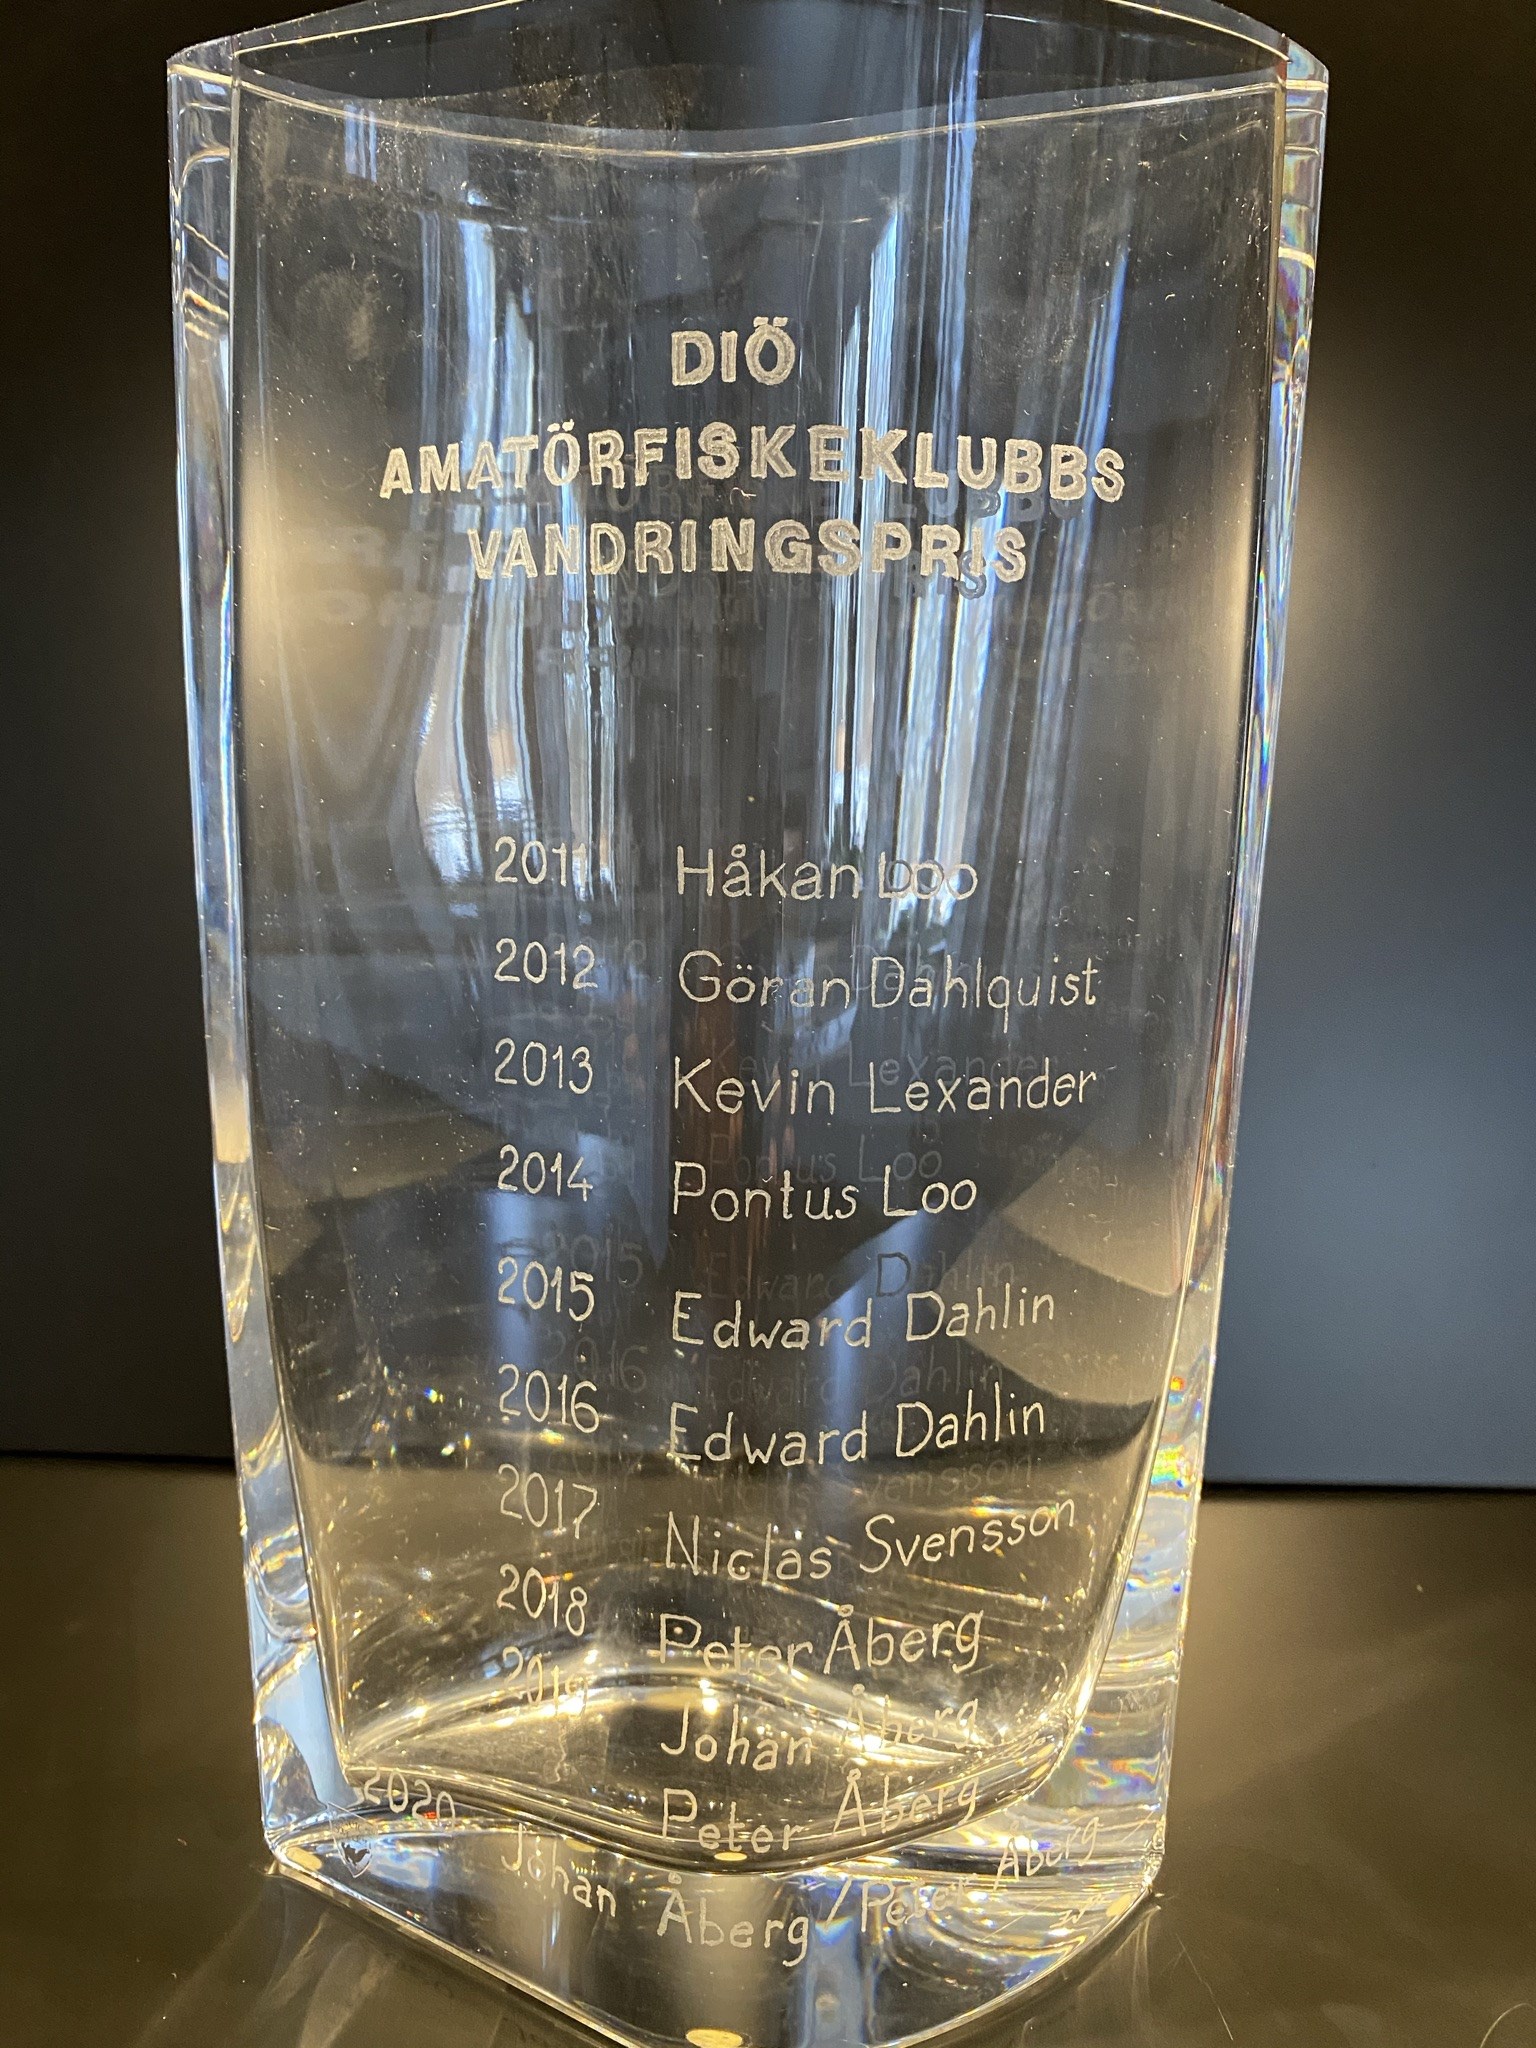 DIÖ
AMATÖRFISKEKLUBBS
VANDRINGSPRIS
2011 Håkan Loo
2012 Göran Dahlquist
2013 Kevin Lexander
2014 Pontus Loo
2015 Edward Dahlin
2016 Edward Dahlin
2017 Niclas Svensson
2018 Peter Åberg
2019 Johan Åberg
Peter Åberg
2020 Johan Åberg / Peter Åberg